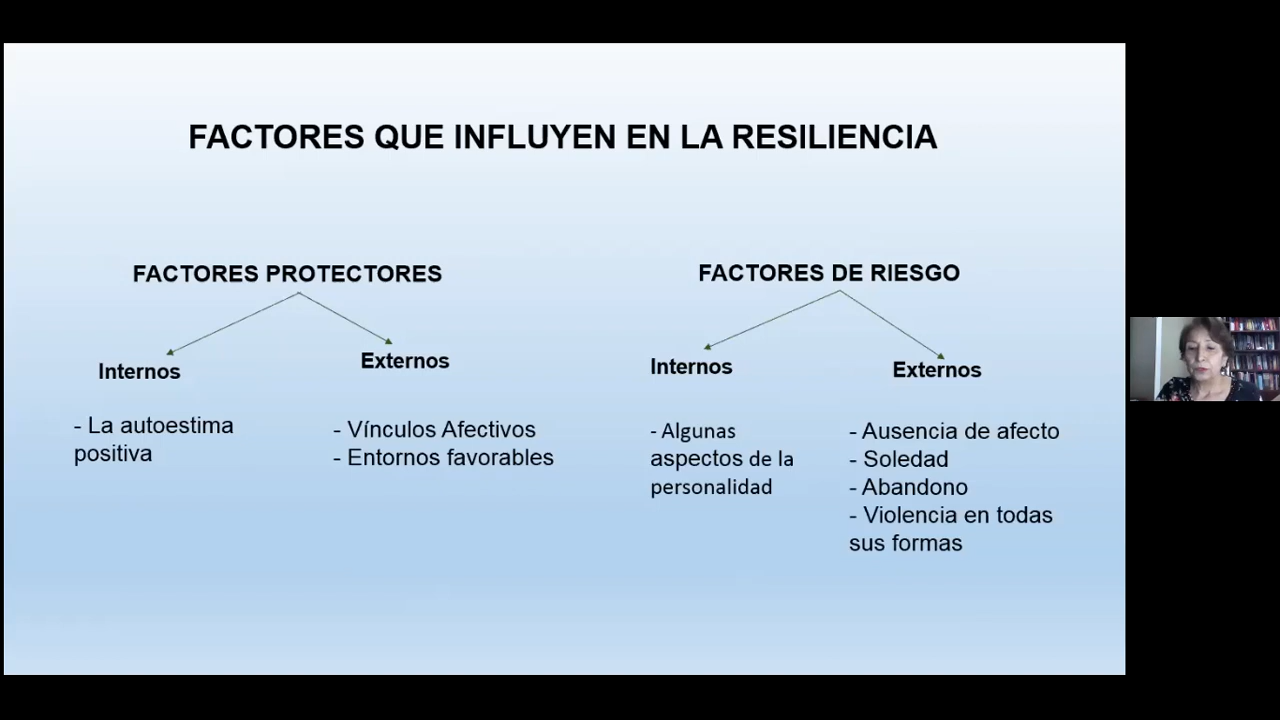 FACTORES QUE INFLUYEN EN LA RESILIENCIA
FACTORES PROTECTORES
Internos
- La autoestima
positiva
Externos
- Vínculos Afectivos
- Entornos favorables
FACTORES DE RIESGO
Internos
- Algunas
aspectos de la
personalidad
Externos
- Ausencia de afecto
- Soledad
- Abandono
- Violencia en todas
sus formas